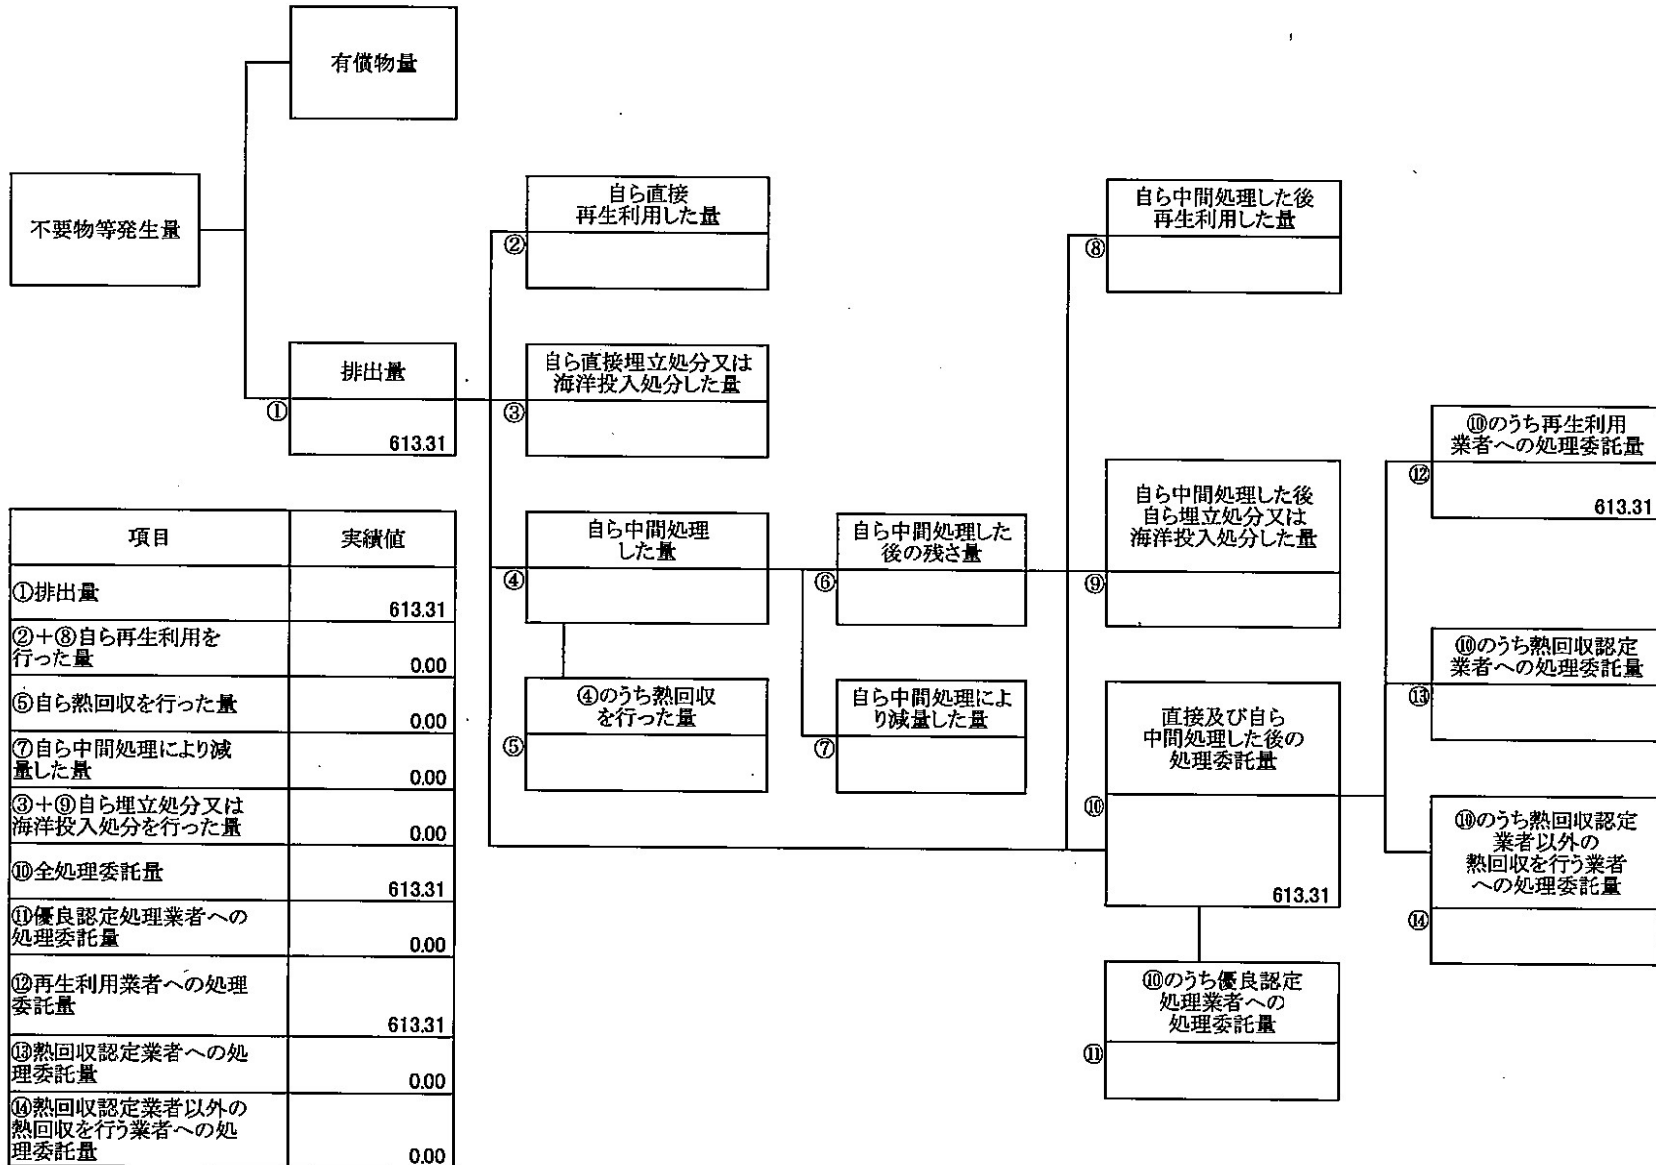 有償物量
不要物等発生量
排出量
①
613.31
自ら直接
再生利用した量
②
自ら直接埋立処分又は
海洋投入処分した量
③
自ら中間処理
した量
④
④のうち熱回収
を行った量
⑤
自ら中間処理した
後の残さ量
⑥
自ら中間処理によ
り減量した量
⑦
自ら中間処理した後
再生利用した量
⑧
自ら中間処理した後
自ら埋立処分又は
海洋投入処分した量
⑨
直接及び自ら
中間処理した後の
処理委託量
⑩
613.31
⑩のうち優良認定
処理業者への
処理委託量
⑪
⑩のうち再生利用
業者への処理委託量
⑫
613.31
⑩のうち熱回収認定
業者への処理委託量
⑬
⑩のうち熱回収認定
業者以外の
熱回収を行う業者
への処理委託量
⑭
項目 実績値
①排出量
613.31
②+⑧自ら再生利用を
行った量 0.00
⑤自ら熱回収を行った量
0.00
⑦自ら中間処理により減
量した量 0.00
③+⑨自ら埋立処分又は
海洋投入処分を行った量 0.00
⑩全処理委託量
613.31
⑪優良認定処理業者への
処理委託量 0.00
⑫再生利用業者への処理
委託量
613.31
⑬熱回収認定業者への処
理委託量 0.00
⑭熱回収認定業者以外の
熱回収を行う業者への処
理委託量 0.00